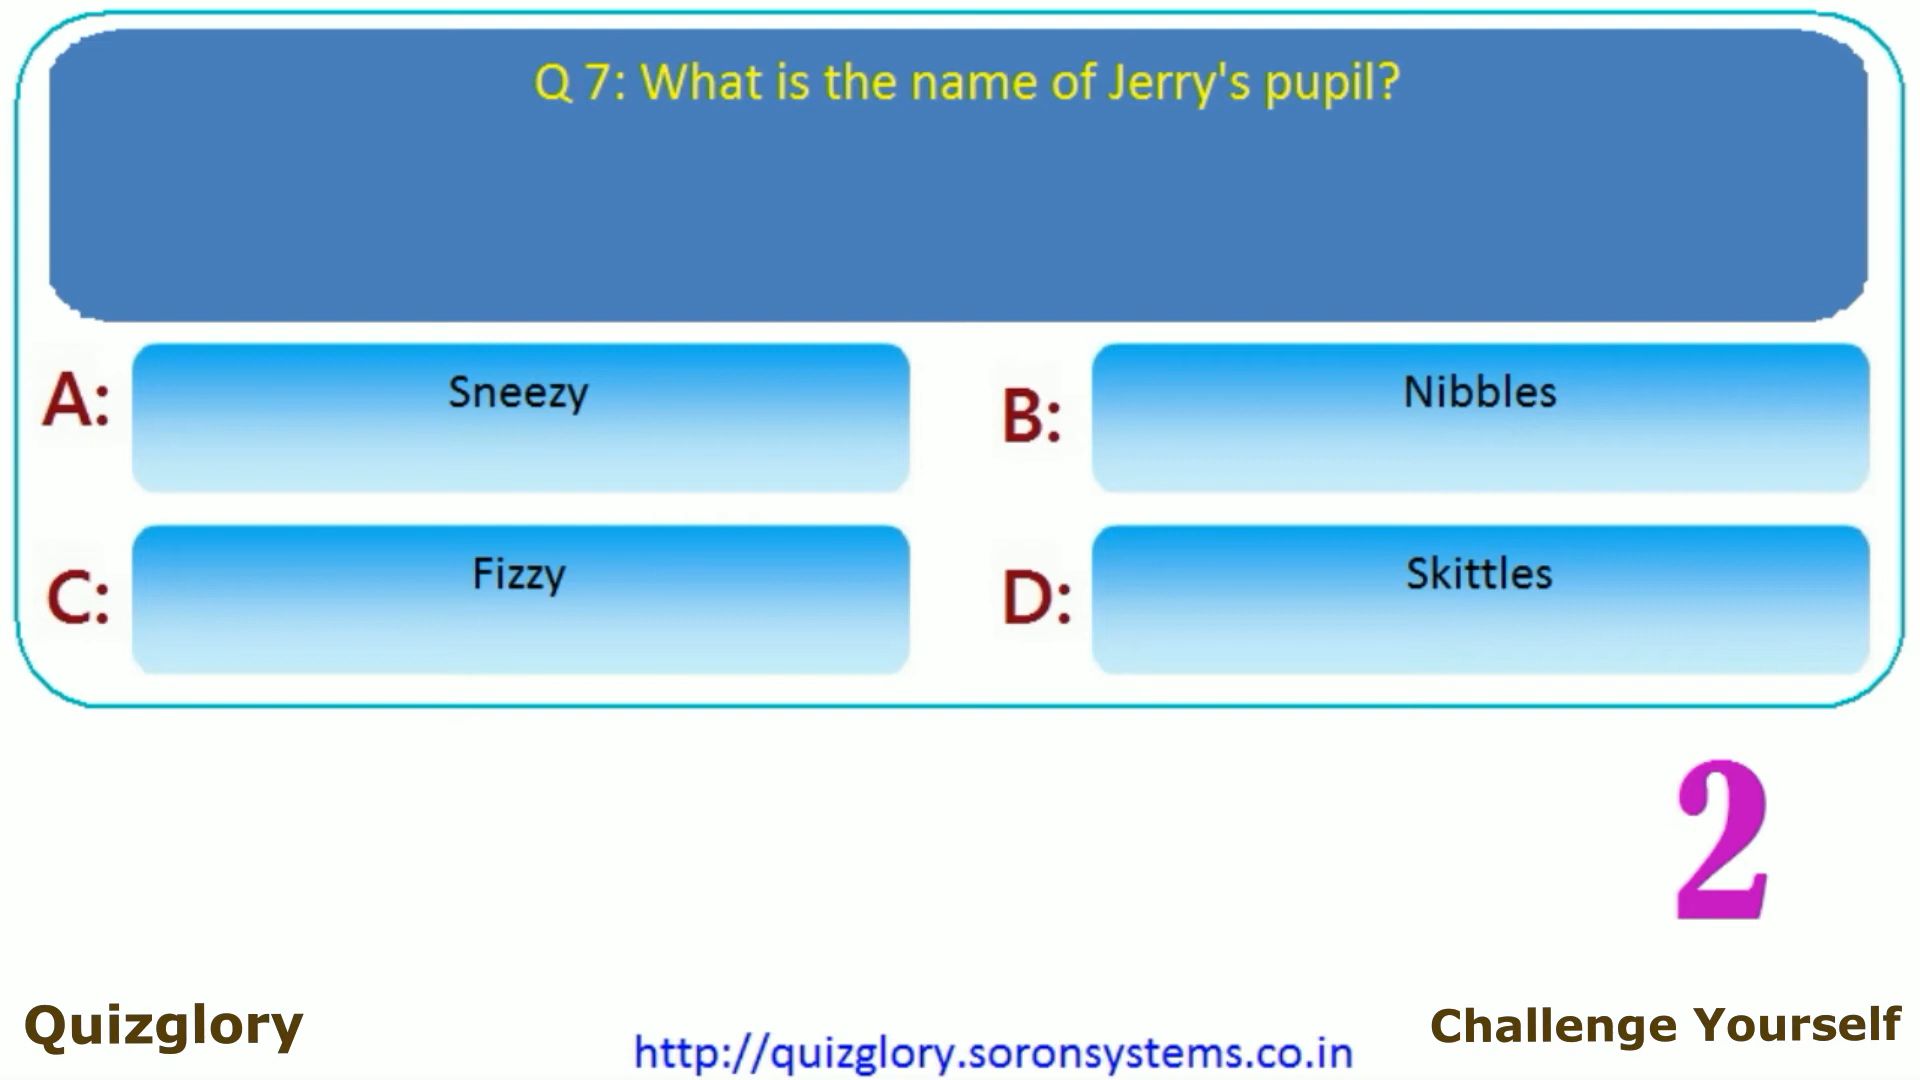 Q 7: What is the name of Jerry's pupil?
A: Sneezy
B: Nibbles
C: Fizzy
D: Skittles
2
Quizglory
http://quizglory.soronsystems.co.in
Challenge Yourself